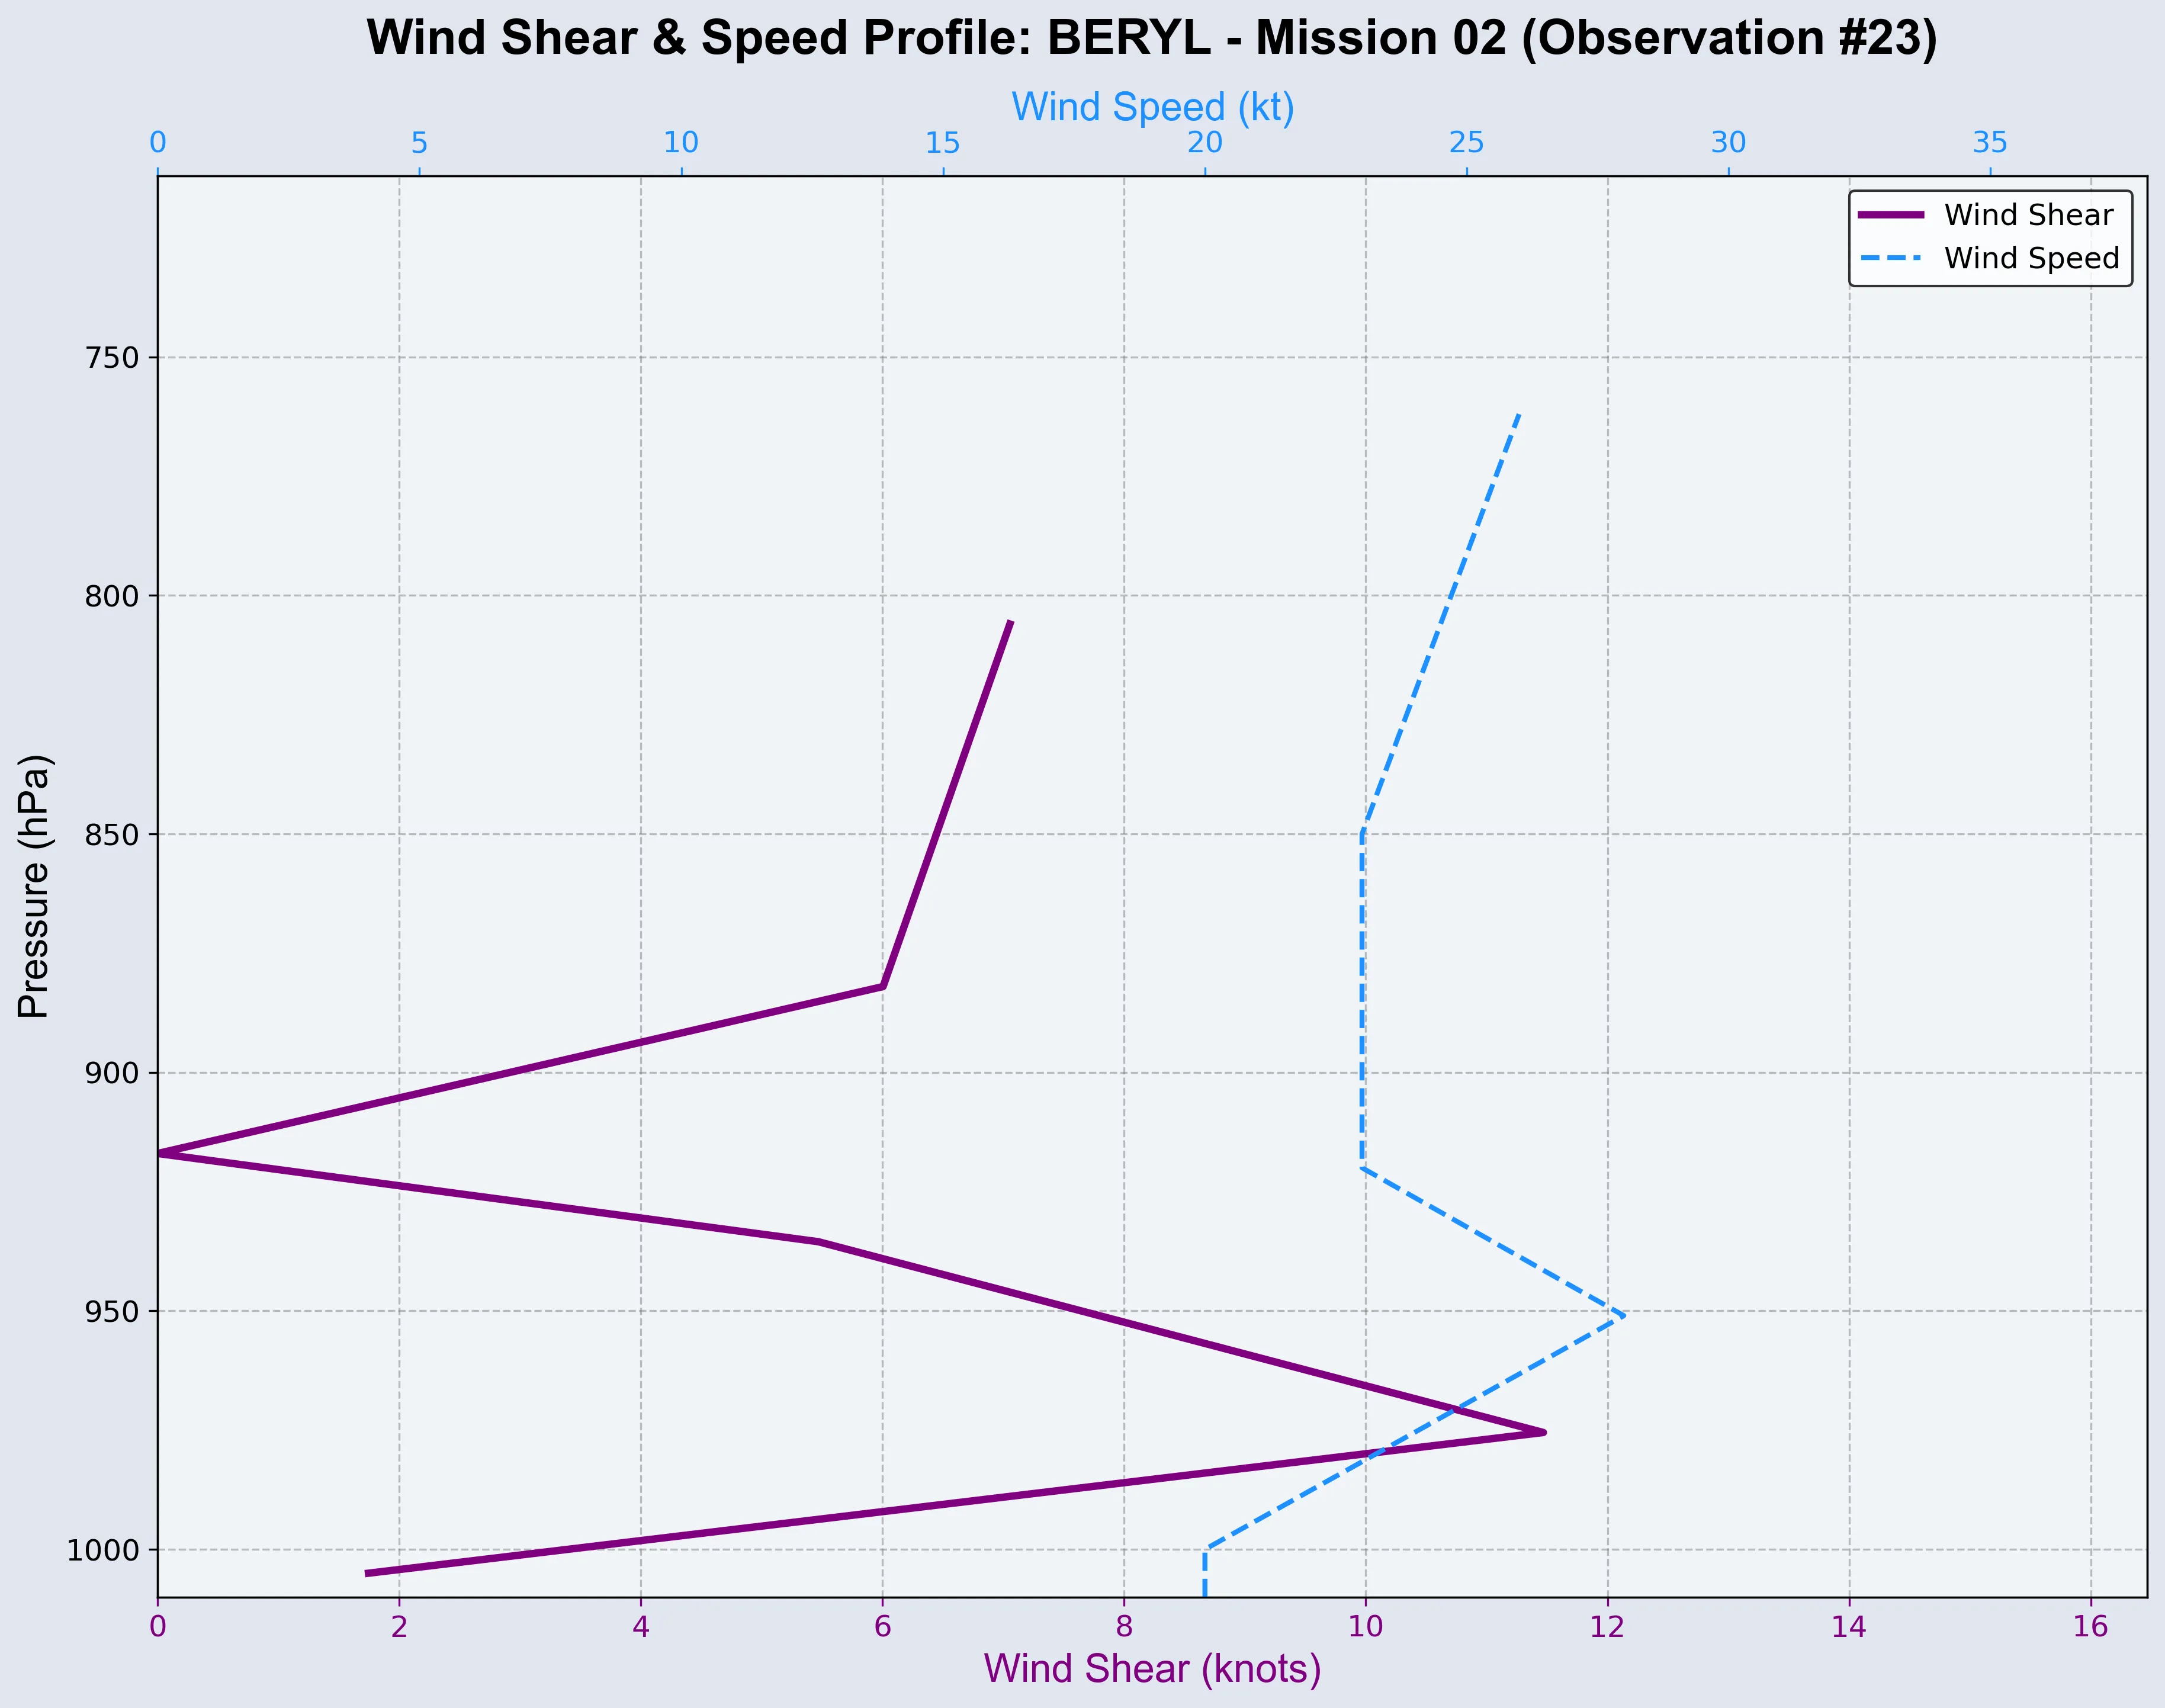 Wind Shear & Speed Profile: BERYL - Mission 02 (Observation #23)
Wind Speed (kt)
0 5 10 15 20 25 30 35
Wind Shear
Wind Speed
750
800
850
900
950
1000
Pressure (hPa)
0 2 4 6 8 10 12 14 16
Wind Shear (knots)